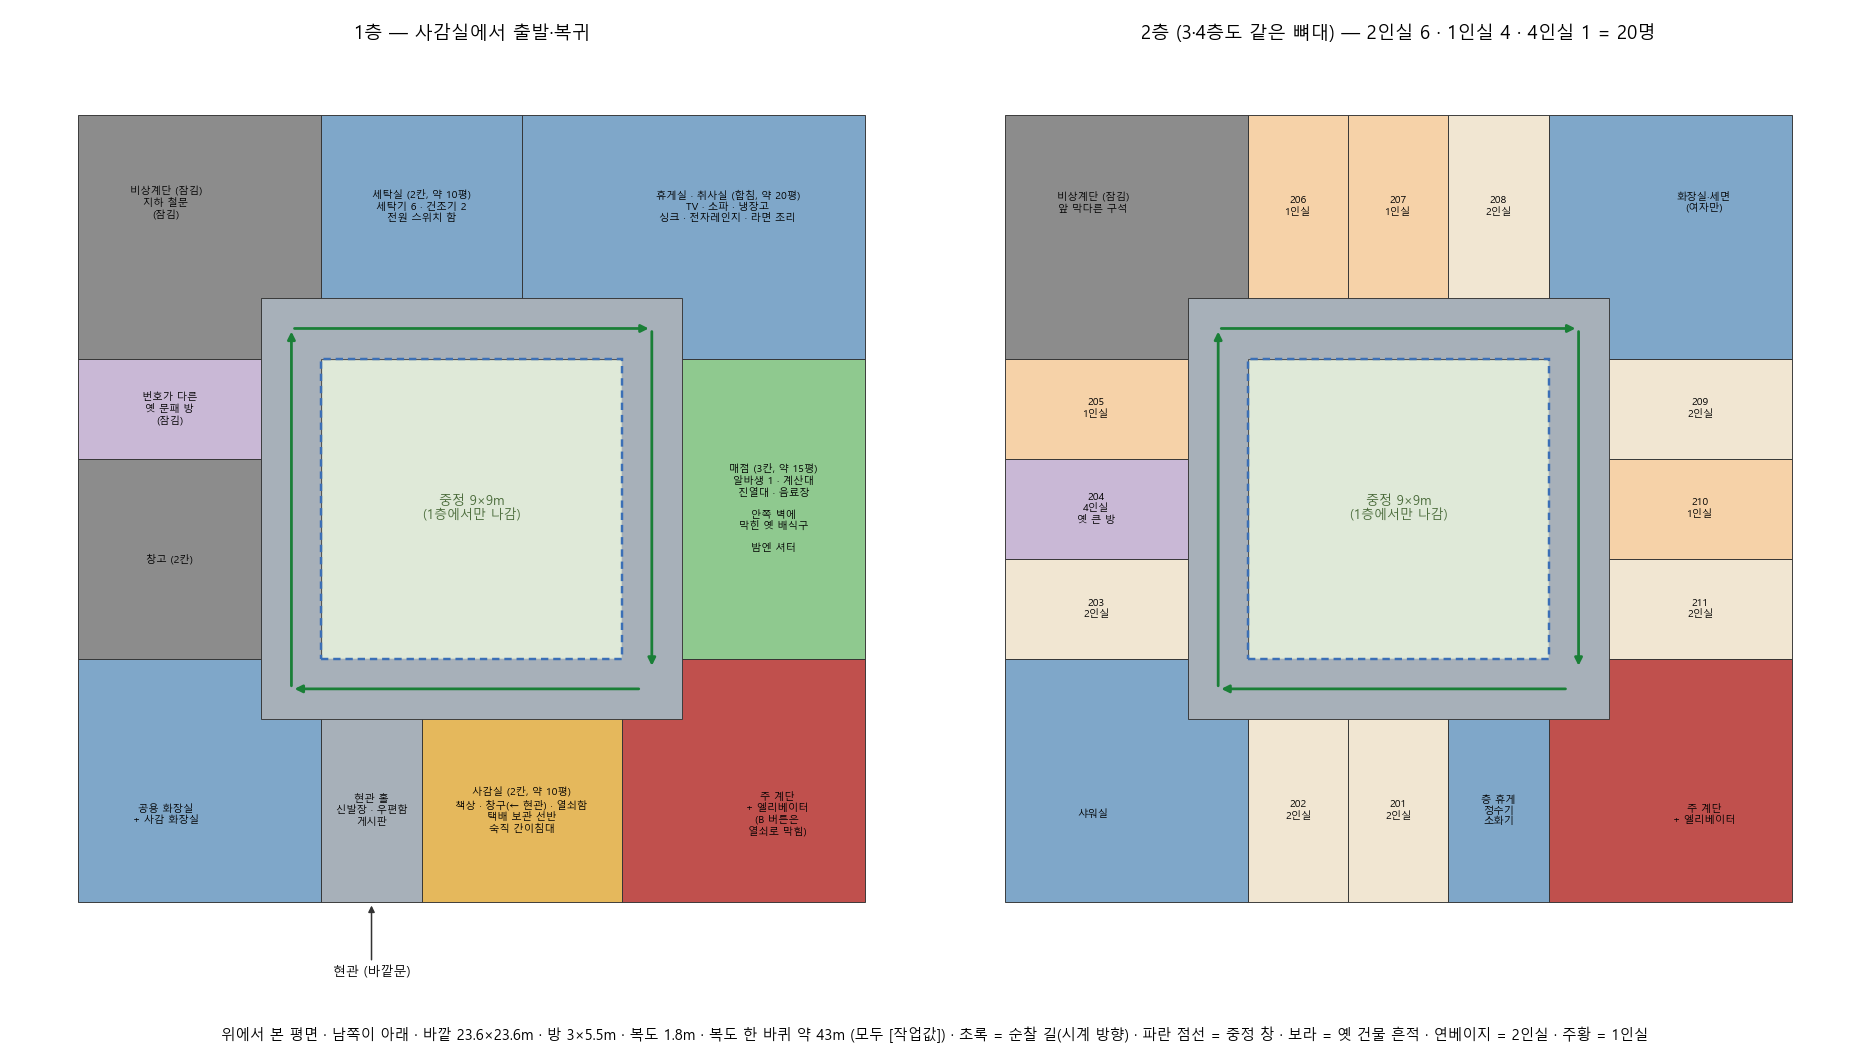 1층 — 사감실에서 출발·복귀
2층 (3·4층도 같은 뼈대) — 2인실 6 · 1인실 4 · 4인실 1 = 20명
비상계단 (잠김)
지하 철문
(잠김)
세탁실 (2칸, 약 10평)
세탁기 6 · 건조기 2
전원 스위치 함
휴게실 · 취사실 (합침, 약 20평)
TV · 소파 · 냉장고
싱크 · 전자레인지 · 라면 조리
번호가 다른
옛 문패 방
(잠김)
창고 (2칸)
중정 9×9m
(1층에서만 나감)
매점 (3칸, 약 15평)
알바생 1 · 계산대
진열대 · 음료장
안쪽 벽에
막힌 옛 배식구
밤엔 셔터
공용 화장실
+ 사감 화장실
현관 홀
신발장 · 우편함
게시판
사감실 (2칸, 약 10평)
책상 · 창구(← 현관) · 열쇠함
택배 보관 선반
숙직 간이침대
주 계단
+ 엘리베이터
(B 버튼은
열쇠로 막힘)
현관 (바깥문)
비상계단 (잠김)
앞 막다른 구석
206
1인실
207
1인실
208
2인실
화장실·세면
(여자만)
205
1인실
204
4인실
옛 큰 방
203
2인실
중정 9×9m
(1층에서만 나감)
209
2인실
210
1인실
211
2인실
샤워실
202
2인실
201
2인실
층 휴게
정수기
소화기
주 계단
+ 엘리베이터
위에서 본 평면 · 남쪽이 아래 · 바깥 23.6×23.6m · 방 3×5.5m · 복도 1.8m · 복도 한 바퀴 약 43m (모두 [작업값]) · 초록 = 순찰 길(시계 방향) · 파란 점선 = 중정 창 · 보라 = 옛 건물 흔적 · 연베이지 = 2인실 · 주황 = 1인실